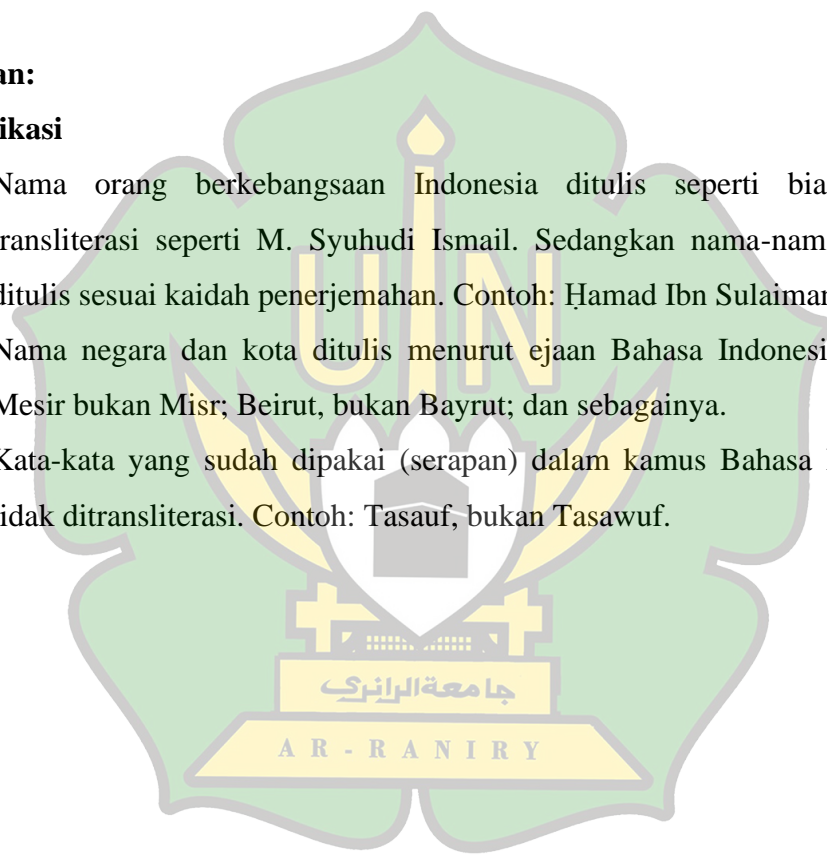 an:
ikasi
Nama orang berkebangsaan Indonesia ditulis seperti bia
ransliterasi seperti M. Syuhudi Ismail. Sedangkan nama-nam
ditulis sesuai kaidah penerjemahan. Contoh: Ḥamad Ibn Sulaiman
Nama negara dan kota ditulis menurut ejaan Bahasa Indonesi
Mesir bukan Misr; Beirut, bukan Bayrut; dan sebagainya.
Kata-kata yang sudah dipakai (serapan) dalam kamus Bahasa
idak ditransliterasi. Contoh: Tasauf, bukan Tasawuf.
UIN
جامعةالرانري
AR-RANIRY